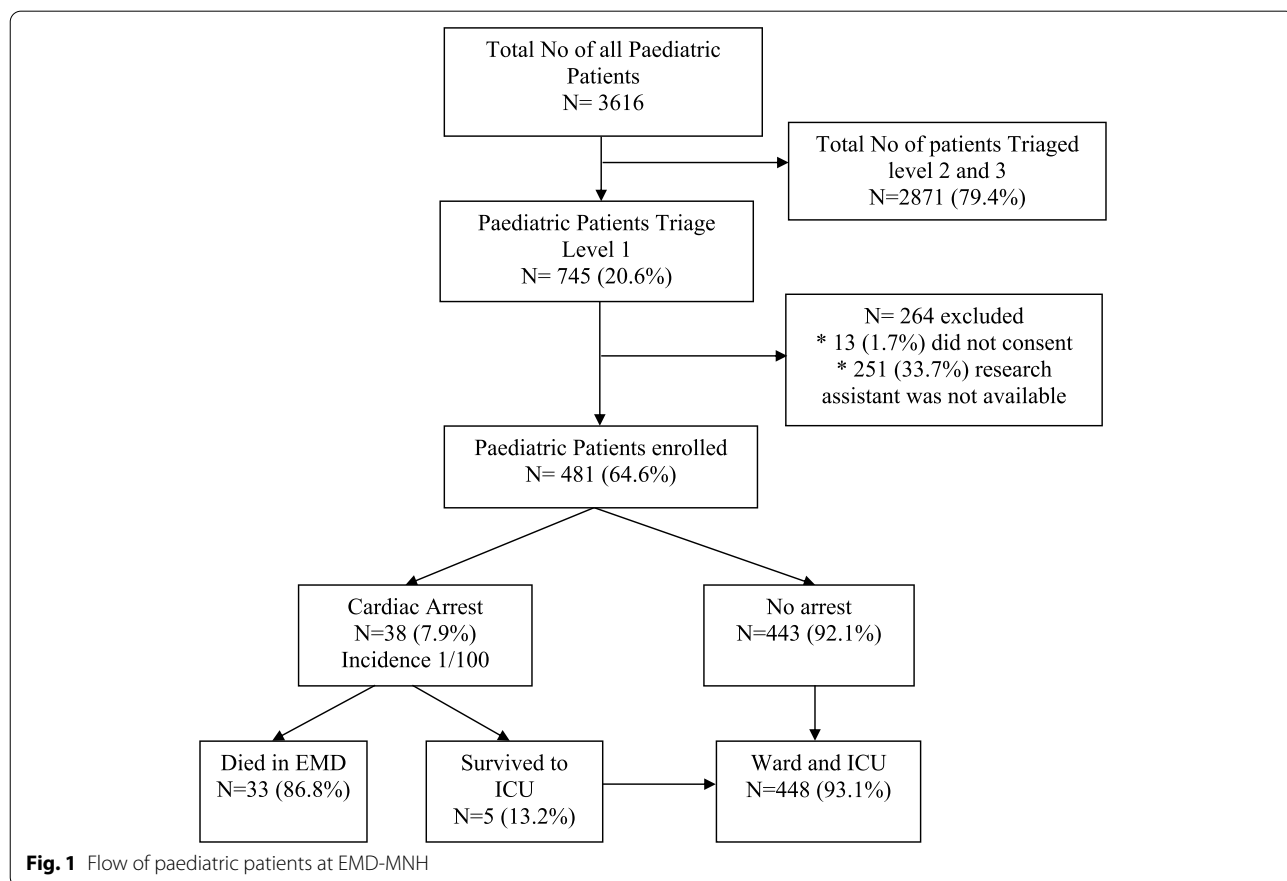 Total No of all Paediatric
Patients
N= 3616
Total No of patients Triaged
level 2 and 3
N=2871 (79.4%)
Paediatric Patients Triage
Level 1
N= 745 (20.6%)
N= 264 excluded
* 13 (1.7%) did not consent
* 251 (33.7%) research
assistant was not available
Paediatric Patients enrolled
N= 481 (64.6%)
Cardiac Arrest
N=38 (7.9%)
Incidence 1/100
No arrest
N=443 (92.1%)
Died in EMD
N=33 (86.8%)
Survived to
ICU
N=5 (13.2%)
Ward and ICU
N=448 (93.1%)
Fig. 1 Flow of paediatric patients at EMD-MNH